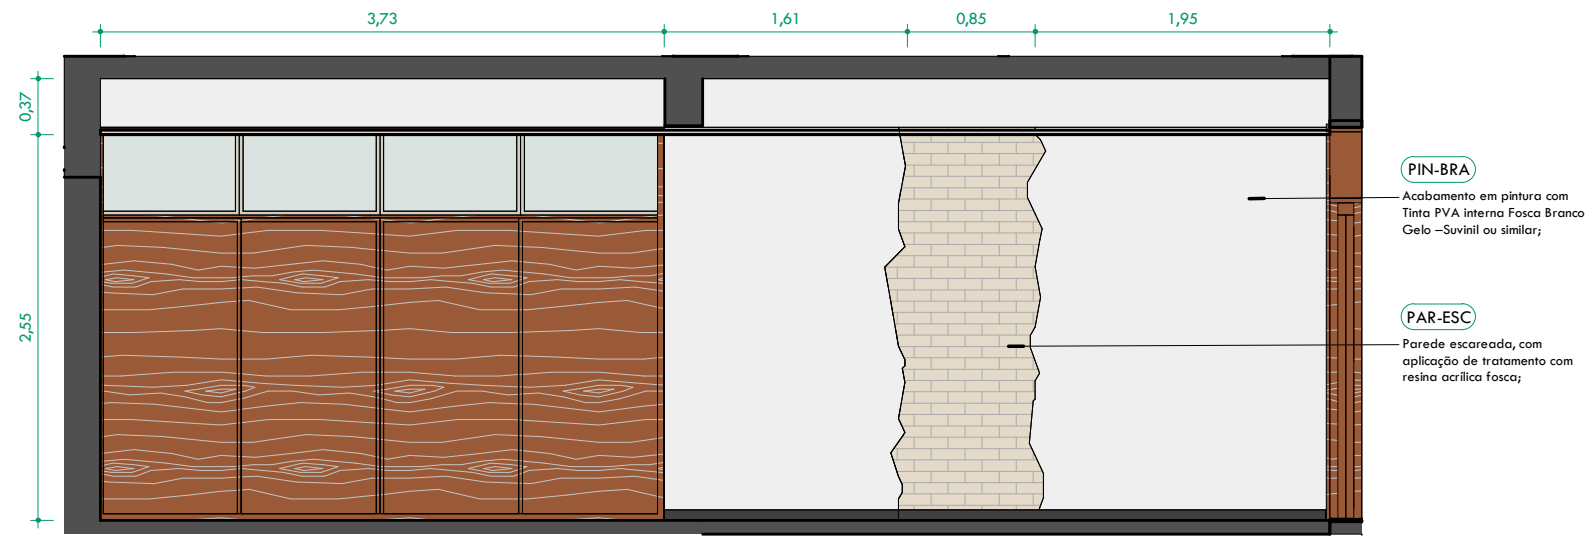 3,73
1,61
0,85
1,95
0,37
2,55
PIN-BRA
Acabamento em pintura com
Tinta PVA interna Fosca Branco
Gelo –Suvinil ou similar;
PAR-ESC
Parede escareada, com
aplicação de tratamento com
resina acrílica fosca;